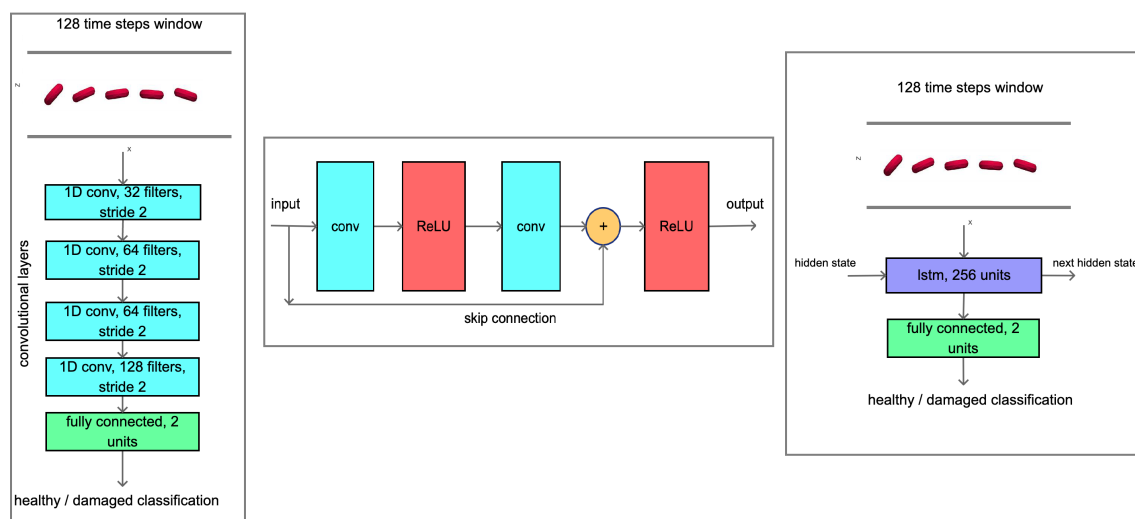 128 time steps window
z
x
convolutional layers
1D conv, 32 filters,
stride 2
1D conv, 64 filters,
stride 2
1D conv, 64 filters,
stride 2
1D conv, 128 filters,
stride 2
fully connected, 2
units
healthy / damaged classification
input
conv
ReLU
conv
+
ReLU
output
skip connection
128 time steps window
z
x
hidden state
lstm, 256 units
next hidden state
fully connected, 2
units
healthy / damaged classification